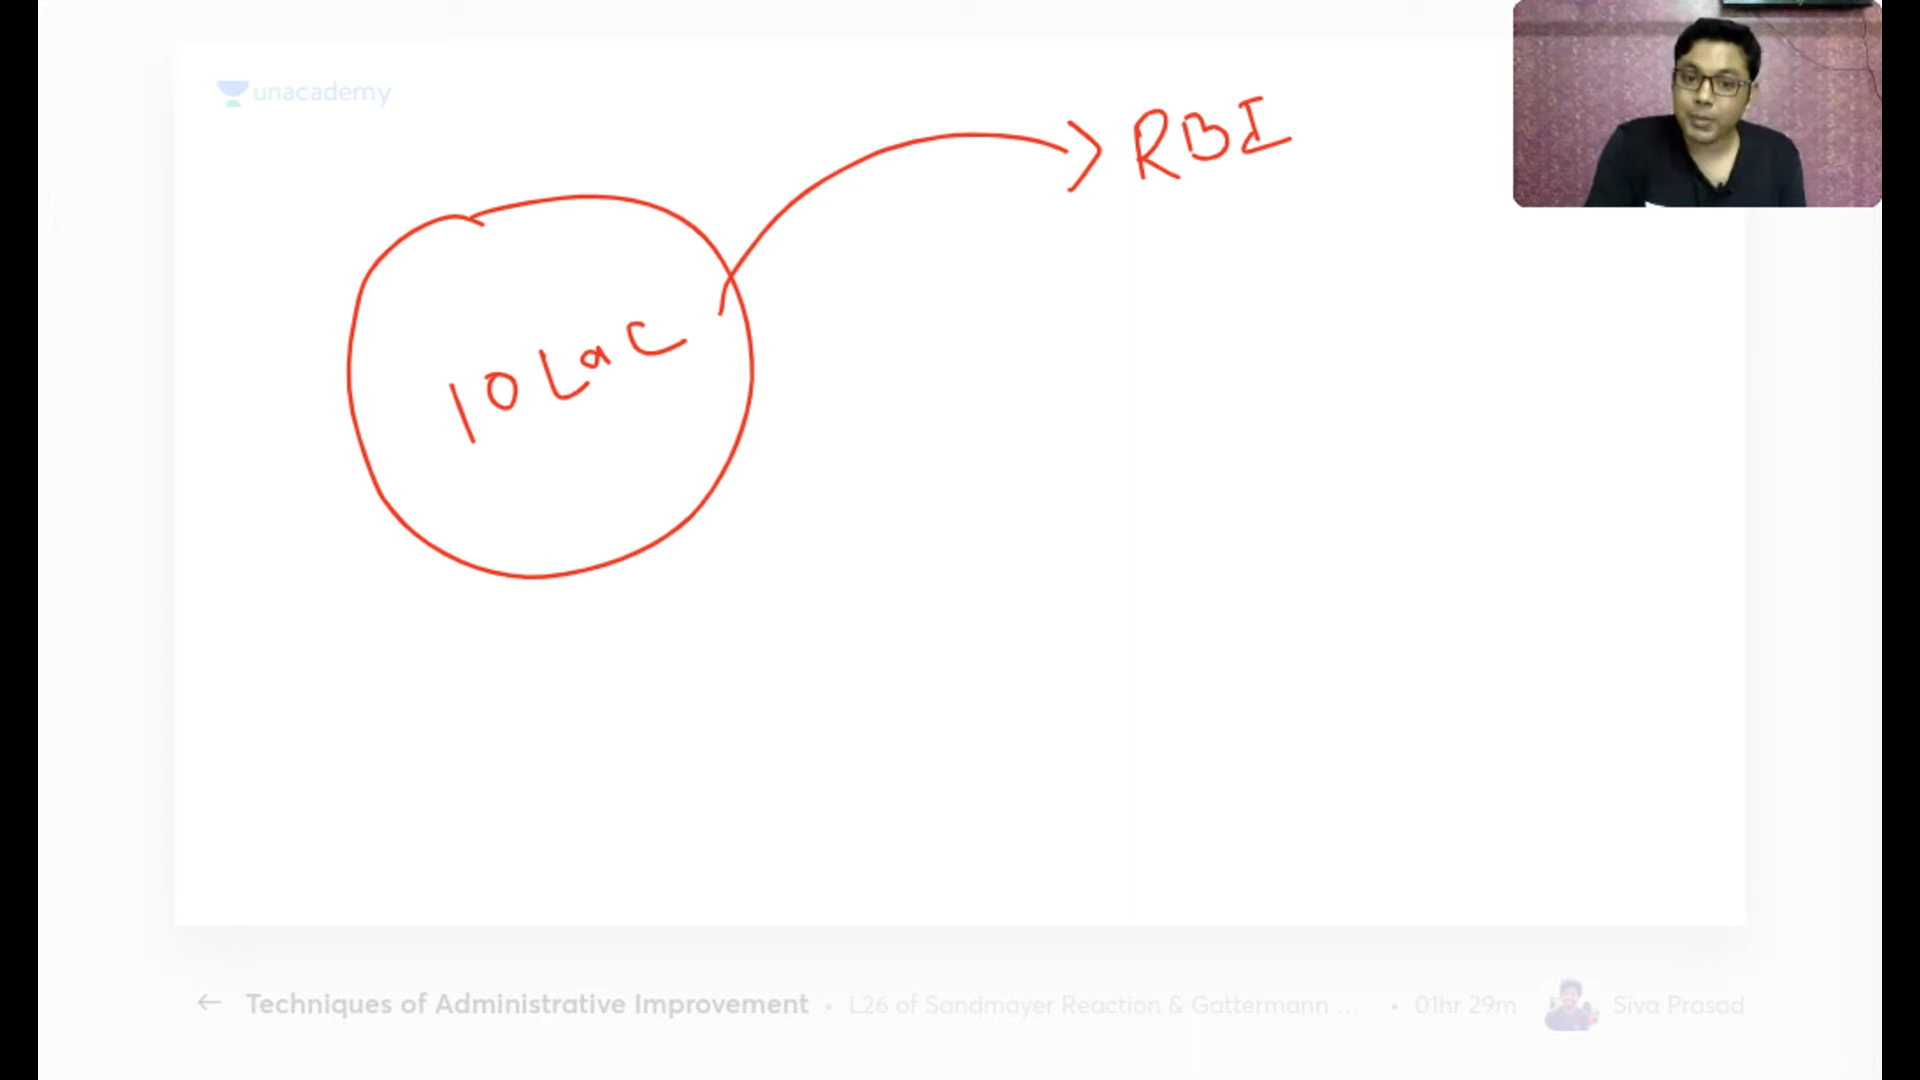 unacademy
RBI
10 Lac
← Techniques of Administrative Improvement • L26 of Sandmayer Reaction & Gattermann ... • 01hr 29m Siva Prasad